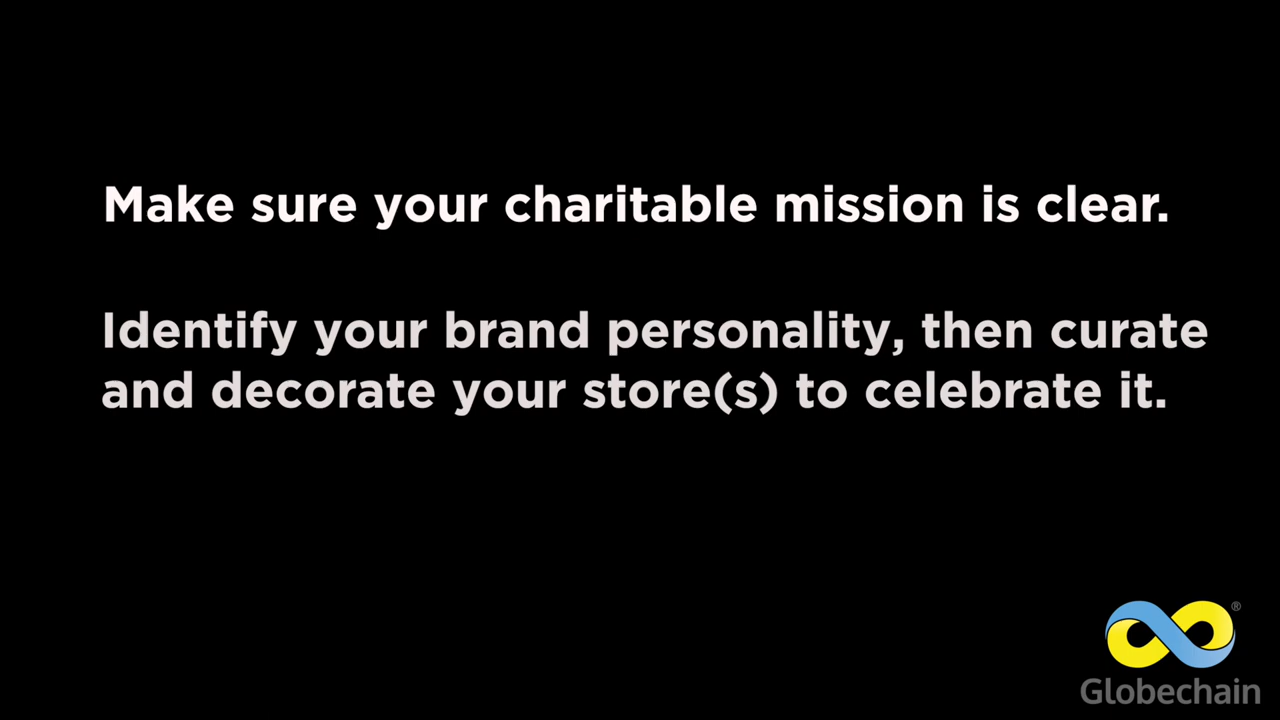 Make sure your charitable mission is clear.
Identify your brand personality, then curate
and decorate your store(s) to celebrate it.
®
Globechain